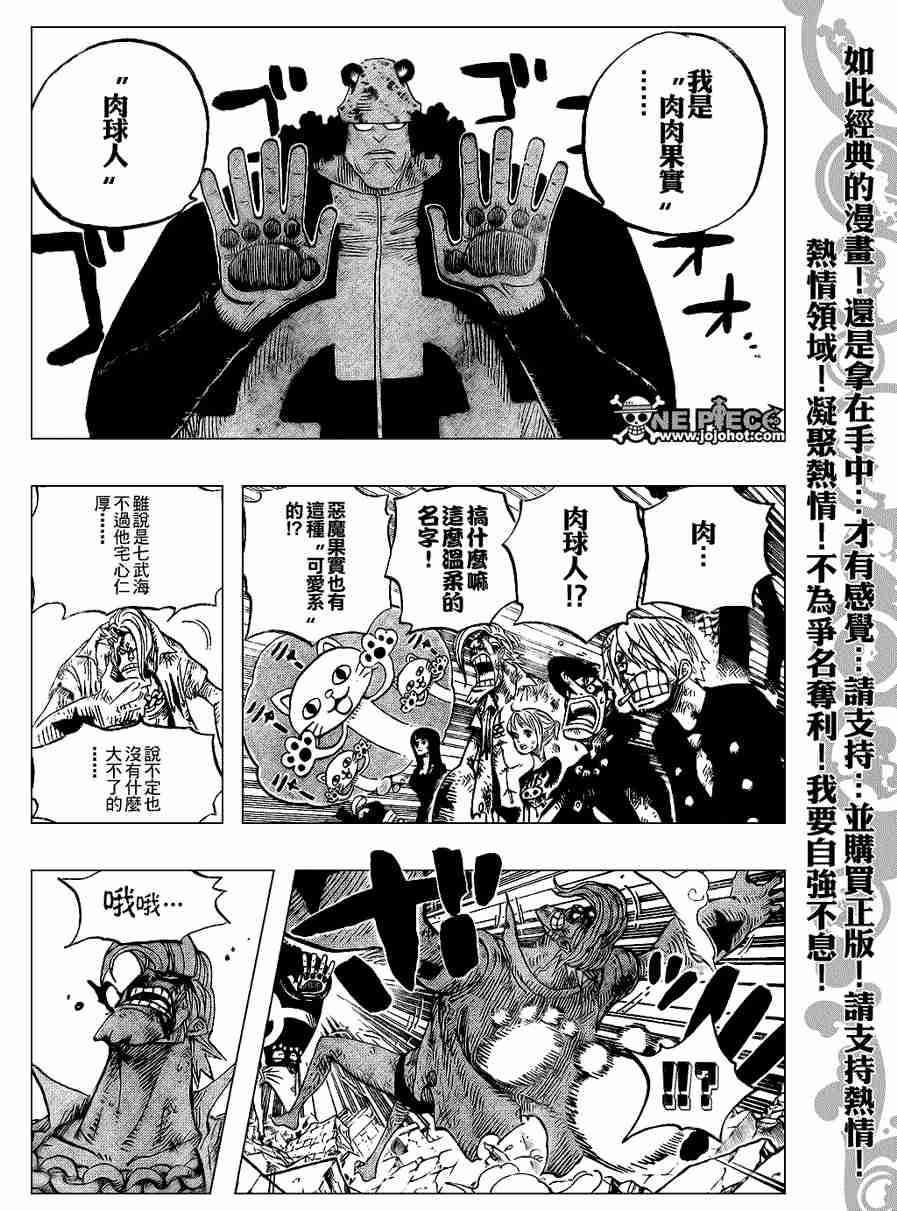 我是
"肉肉果實"
……
"肉球人"
ゴゴ
ONE PIECE
www.jojohot.com
肉…
肉球人!?
搞什麼嘛
這麼溫柔的
名字!
惡魔果實也有
這種"可愛系"
的!?
雖說是七武海
不過他宅心仁
厚……
說不定也
沒有什麼
大不了的
……
!!?
哦哦…
如此經典的漫畫!還是拿在手中…才有感覺…請支持…並購買正版!請支持熱情!
熱情領域!凝聚熱情!不為爭名奪利!我要自強不息!